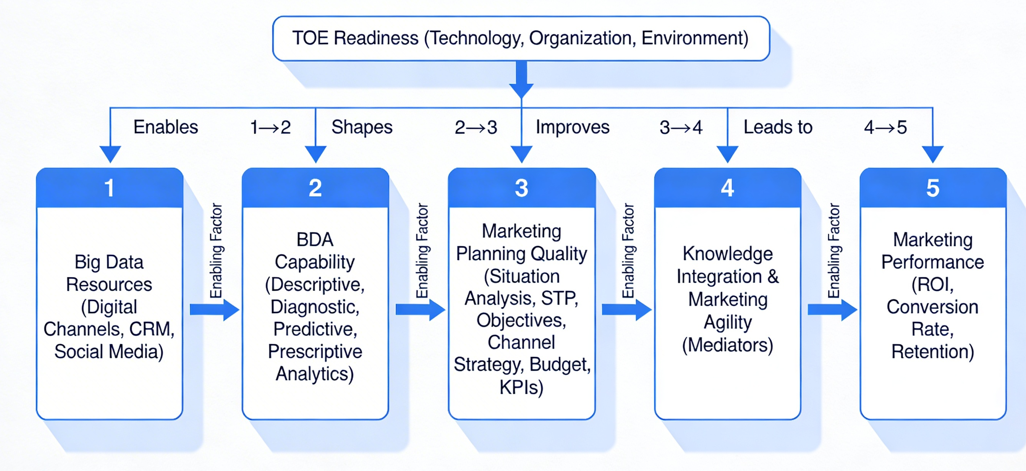 TOE Readiness (Technology, Organization, Environment)
Enables 1→2 Shapes 2→3 Improves 3→4 Leads to 4→5
1
Big Data
Resources
(Digital
Channels, CRM,
Social Media)
Enabling Factor
2
BDA
Capability
(Descriptive,
Diagnostic,
Predictive,
Prescriptive
Analytics)
Enabling Factor
3
Marketing
Planning Quality
(Situation
Analysis, STP,
Objectives,
Channel
Strategy, Budget,
KPIs)
Enabling Factor
4
Knowledge
Integration &
Marketing
Agility
(Mediators)
Enabling Factor
5
Marketing
Performance
(ROI,
Conversion
Rate,
Retention)